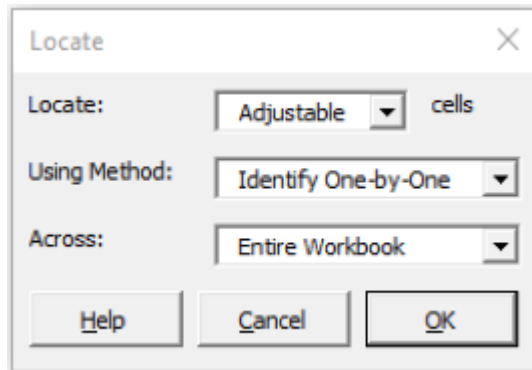 Locate
Locate: Adjustable cells
Using Method: Identify One-by-One
Across: Entire Workbook
Help Cancel OK